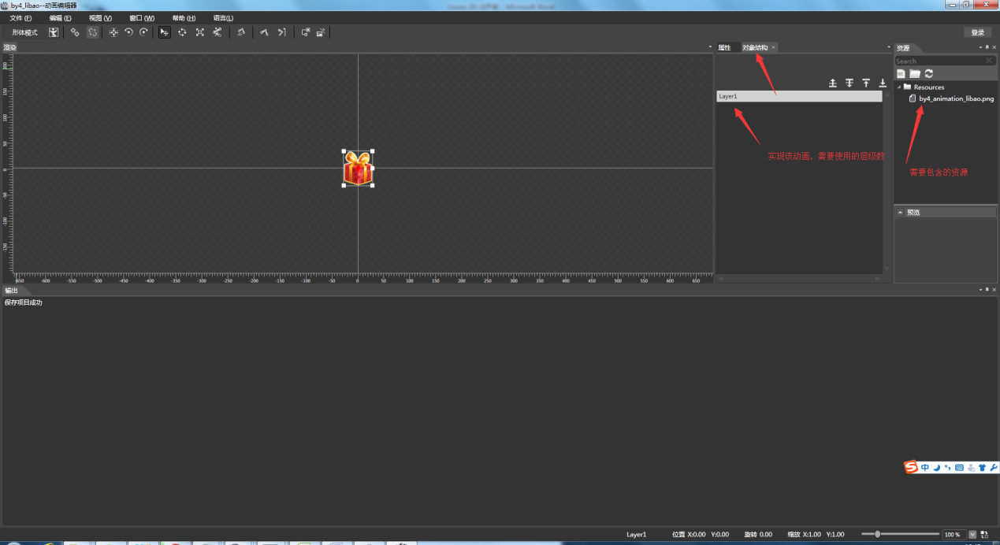 by4_libao--动画编辑器
文件(F) 编辑(E) 视图(V) 窗口(W) 帮助(H) 语言(L)
形体模式 登录
渲染 属性 对象结构 × 资源
Search
Layer1
Resources
by4_animation_libao.png
实现该动画，需要使用的层级数
需要包含的资源
预览
-650 -600 -550 -500 -450 -400 -350 -300 -250 -200 -150 -100 -50 0 50 100 150 200 250 300 350 400 450 500 550 600 650
输出
保存项目成功
中
Layer1 位置 X:0.00 Y:0.00 旋转 0.00 缩放 X:1.00 Y:1.00 100 %